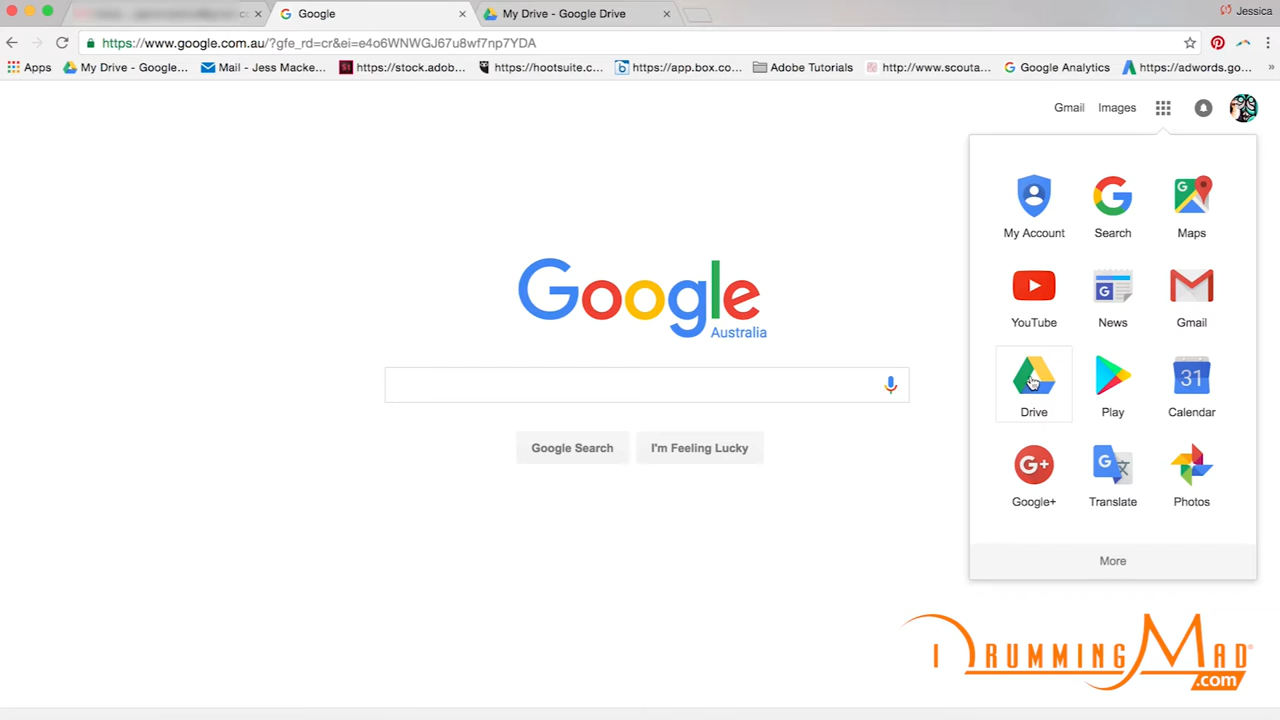 Google
My Drive - Google Drive
Jessica
https://www.google.com.au/?gfe_rd=cr&ei=e4o6WNWGJ67u8wf7np7YDA
Apps
My Drive - Google...
Mail - Jess Macke...
St
https://stock.adob...
https://hootsuite.c...
b
https://app.box.co...
Adobe Tutorials
http://www.scouta...
Google Analytics
https://adwords.go...
»
Gmail
Images
G
My Account
Search
Maps
G
YouTube
News
Gmail
31
Drive
Play
Calendar
G+
G 文
Google+
Translate
Photos
More
Google
Australia
Google Search
I'm Feeling Lucky
IDrummingMad®
.com